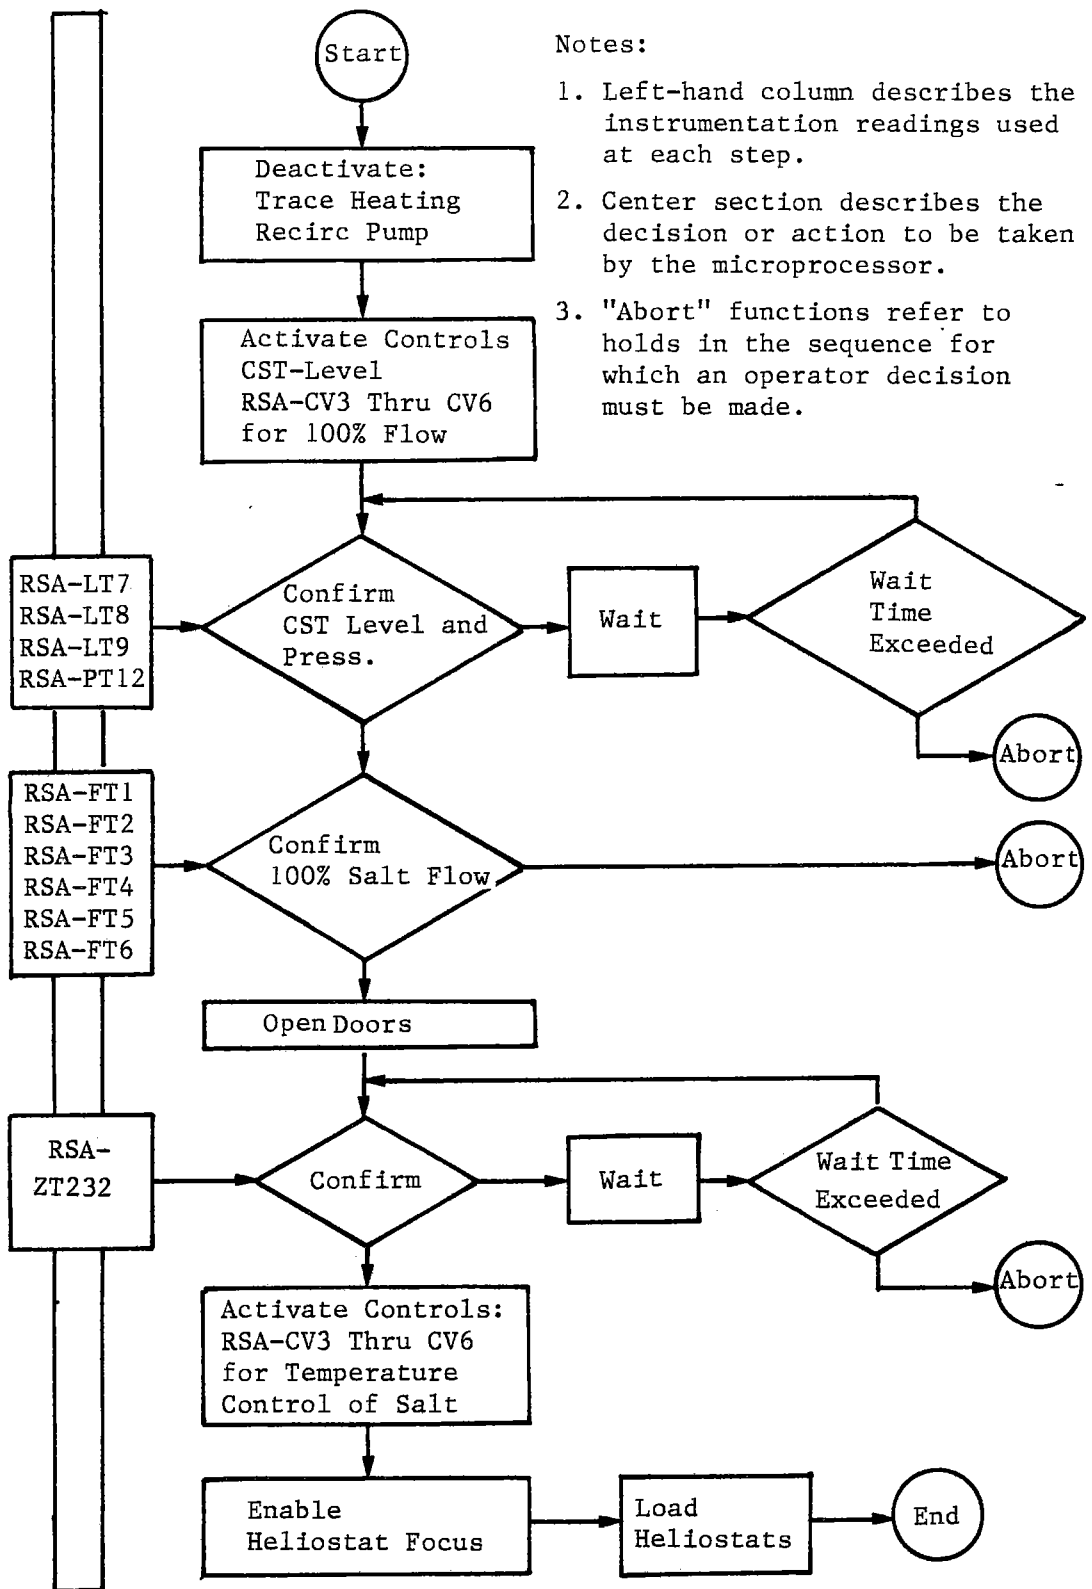 Start
Notes:
1. Left-hand column describes the
instrumentation readings used
at each step.
2. Center section describes the
decision or action to be taken
by the microprocessor.
3. "Abort" functions refer to
holds in the sequence for
which an operator decision
must be made.
Deactivate:
Trace Heating
Recirc Pump
Activate Controls
CST-Level
RSA-CV3 Thru CV6
for 100% Flow
RSA-LT7
RSA-LT8
RSA-LT9
RSA-PT12
Confirm
CST Level and
Press.
Wait
Wait
Time
Exceeded
Abort
RSA-FT1
RSA-FT2
RSA-FT3
RSA-FT4
RSA-FT5
RSA-FT6
Confirm
100% Salt Flow
Abort
Open Doors
RSA-
ZT232
Confirm
Wait
Wait Time
Exceeded
Abort
Activate Controls:
RSA-CV3 Thru CV6
for Temperature
Control of Salt
Enable
Heliostat Focus
Load
Heliostats
End